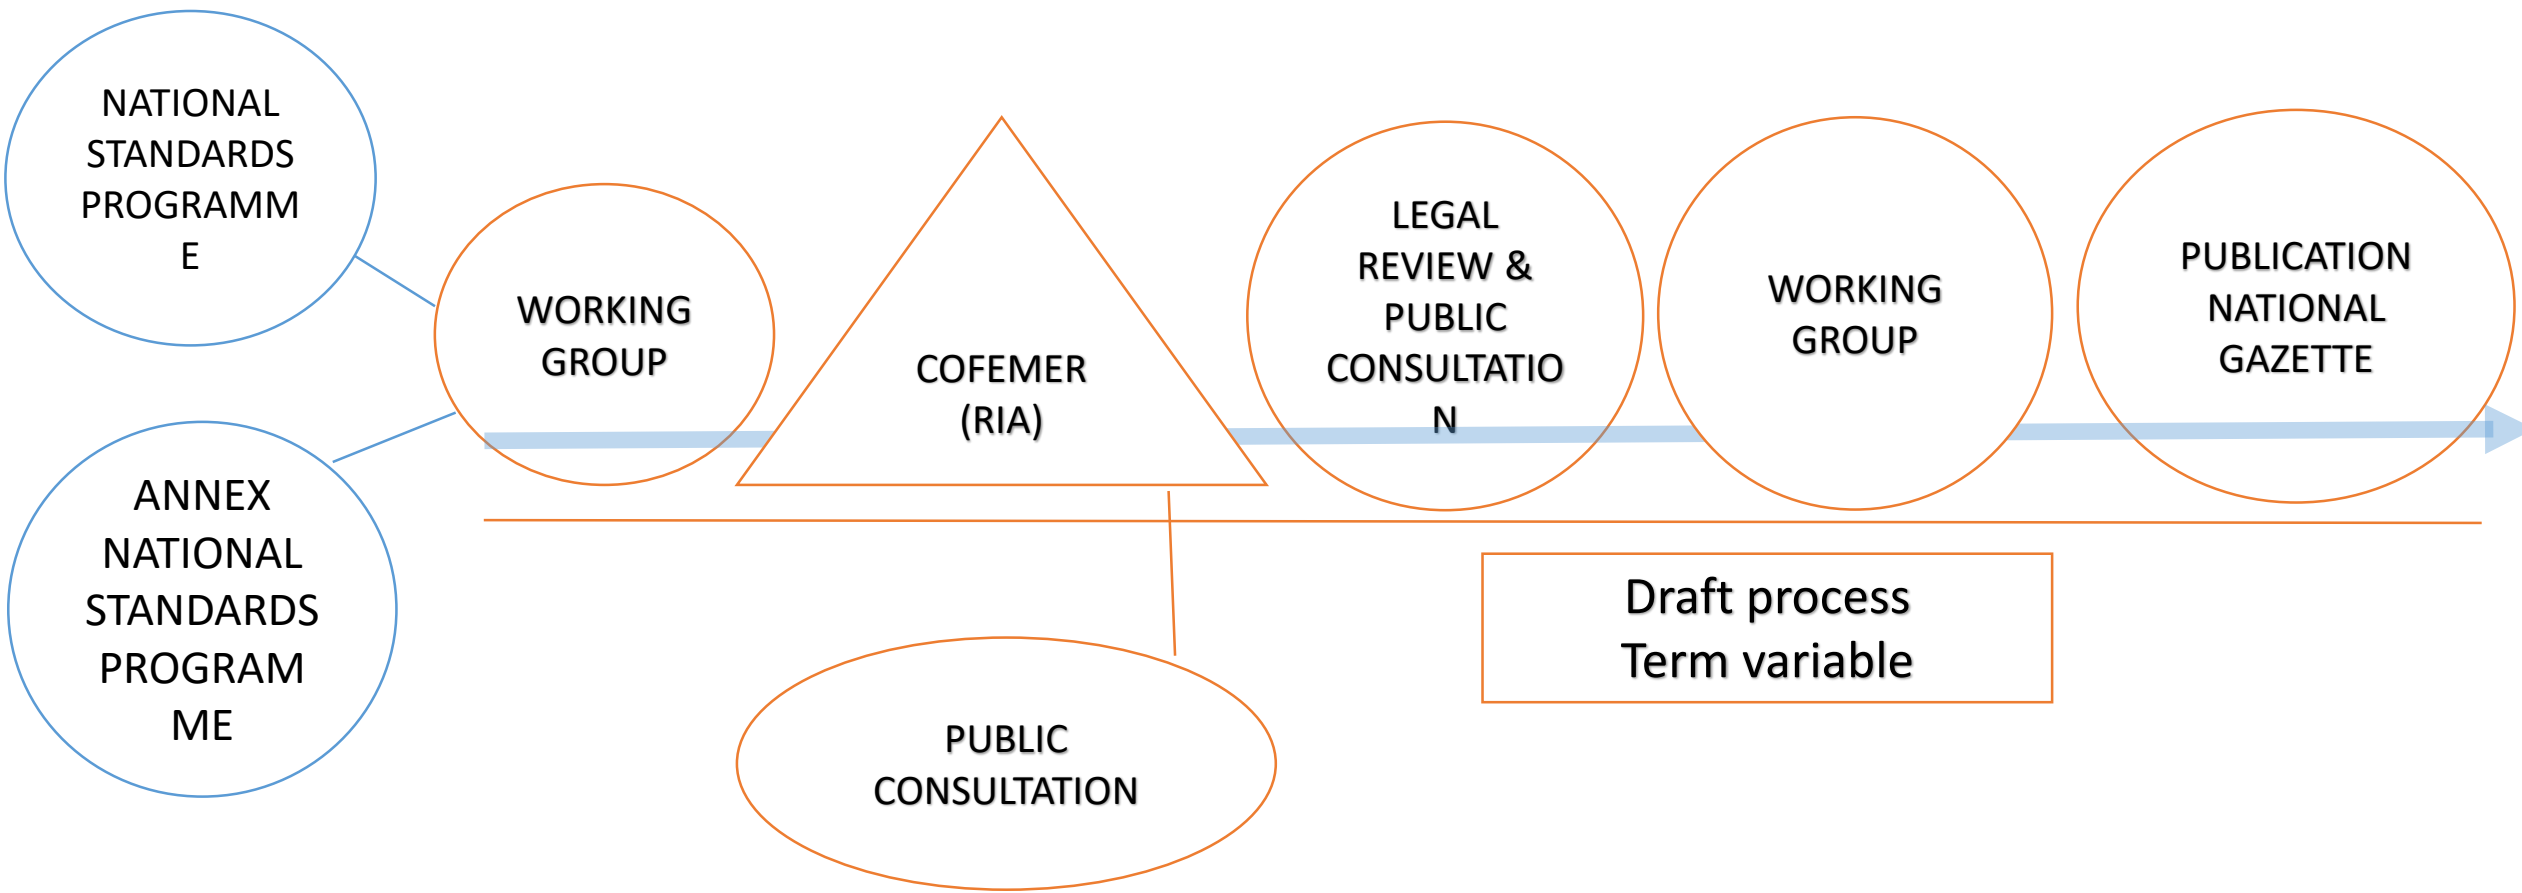 NATIONAL
STANDARDS
PROGRAMM
E
ANNEX
NATIONAL
STANDARDS
PROGRAM
ME
WORKING
GROUP
COFEMER
(RIA)
PUBLIC
CONSULTATION
LEGAL
REVIEW &
PUBLIC
CONSULTATIO
N
WORKING
GROUP
PUBLICATION
NATIONAL
GAZETTE
Draft process
Term variable